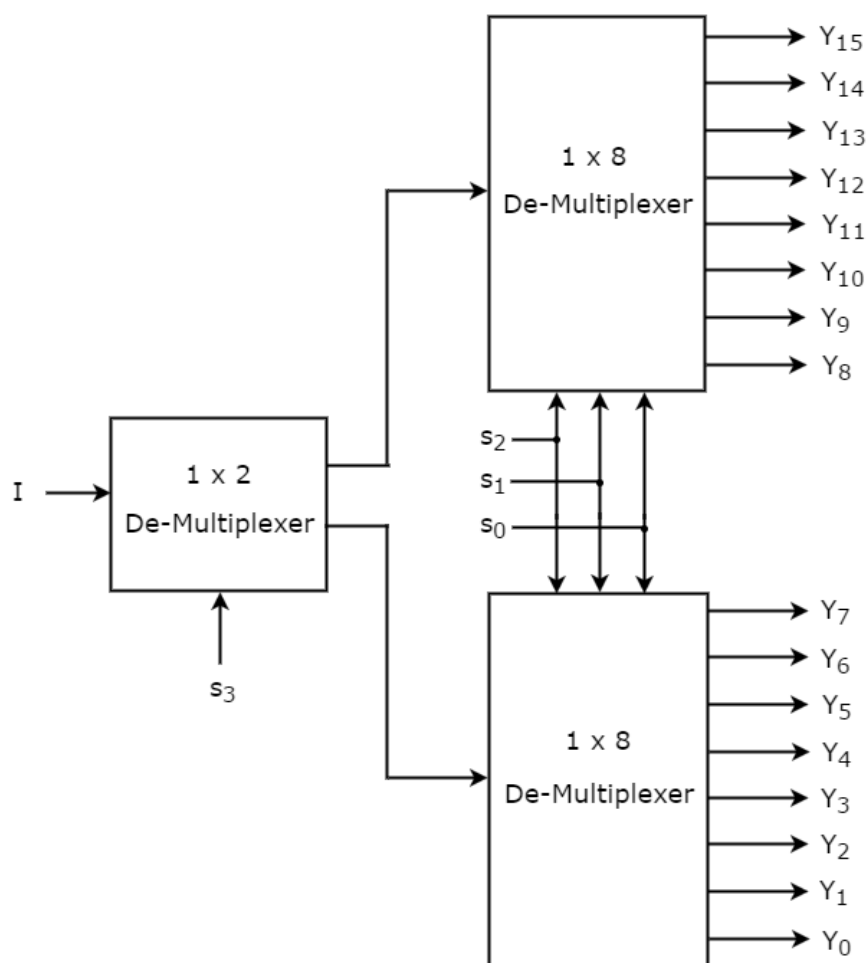 Y₁₅
Y₁₄
Y₁₃
1 x 8
Y₁₂
De-Multiplexer
Y₁₁
Y₁₀
Y₉
Y₈
s₂
1 x 2
s₁
I
De-Multiplexer
s₀
Y₇
Y₆
s₃
Y₅
1 x 8
Y₄
De-Multiplexer
Y₃
Y₂
Y₁
Y₀